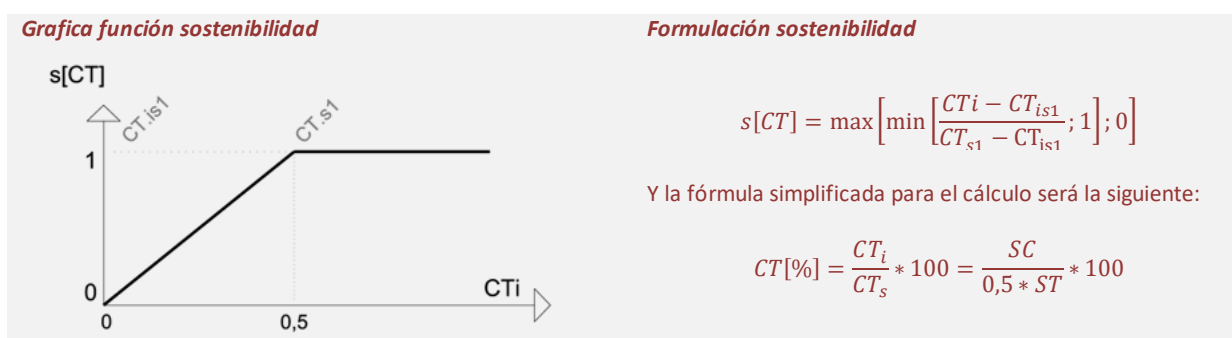 Grafica función sostenibilidad
s[CT]
CT.is1
CT.s1
1
0
0
0,5
CTi
Formulación sostenibilidad
s[CT] = max[min[(CTi − CT_is1)/(CT_s1 − CT_is1); 1]; 0]
Y la fórmula simplificada para el cálculo será la siguiente:
CT[%] = CT_i/CT_s * 100 = SC/(0,5 * ST) * 100